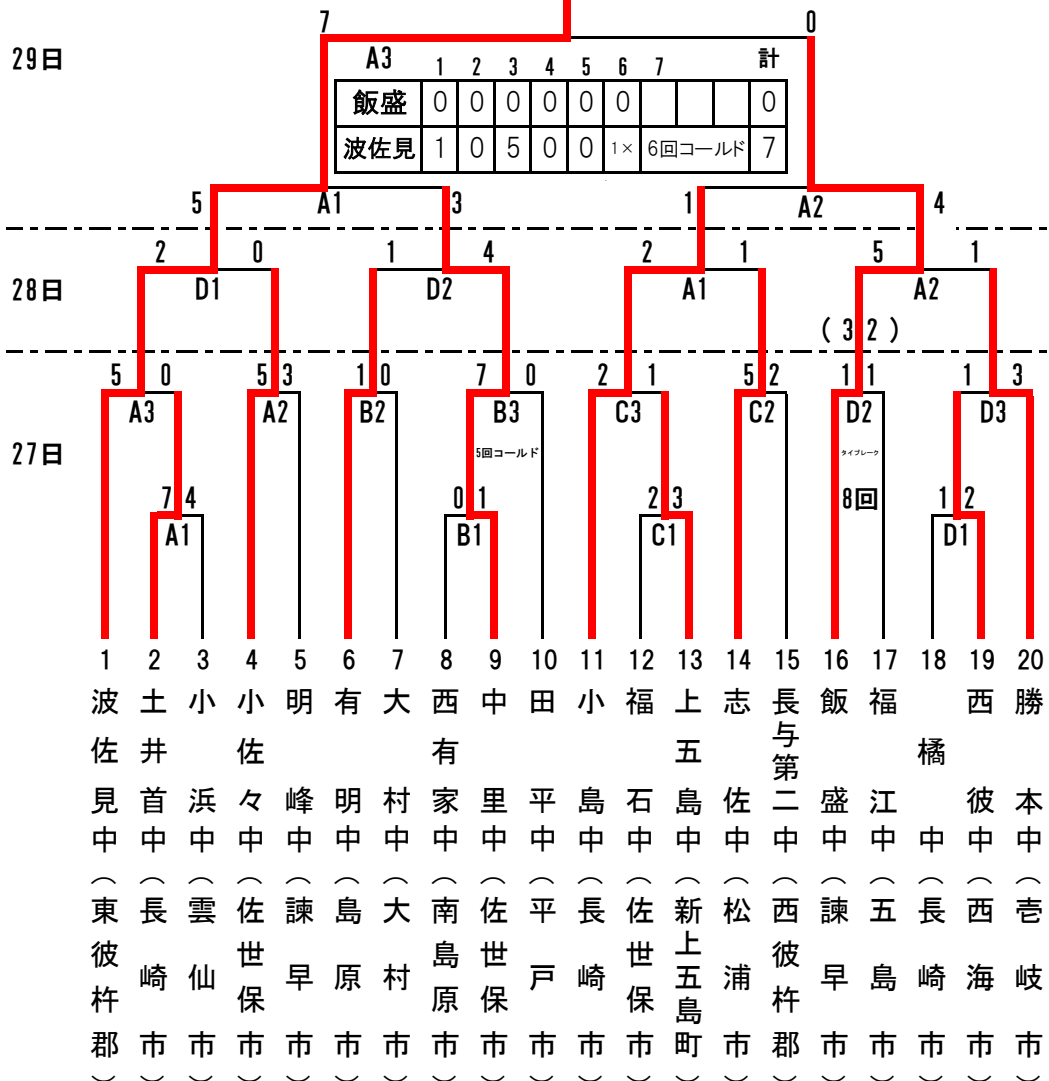 7 0
29日
A3 1 2 3 4 5 6 7 計
飯盛 0 0 0 0 0 0 0
波佐見 1 0 5 0 0 1× 6回コールド 7
5 A1 3 1 A2 4
2 0 1 4 2 1 5 1
28日 D1 D2 A1 A2
(3 2)
5 0 5 3 1 0 7 0 2 1 5 2 1 1 1 3
A3 A2 B2 B3 C3 C2 D2 D3
27日 5回コールド タイブレーク
7 4 0 1 2 3 8回 1 2
A1 B1 C1 D1
1 2 3 4 5 6 7 8 9 10 11 12 13 14 15 16 17 18 19 20
波佐見中(東彼杵郡)
土井首中(長崎市)
小浜中(雲仙市)
小佐々中(佐世保市)
明峰中(諫早市)
有明中(島原市)
大村中(大村市)
西有家中(南島原市)
中里中(佐世保市)
田平中(平戸市)
小島中(長崎市)
福石中(佐世保市)
上五島中(新上五島町)
志佐中(松浦市)
長与第二中(西彼杵郡)
飯盛中(諫早市)
福江中(五島市)
橘中(長崎市)
西彼中(西海市)
勝本中(壱岐市)